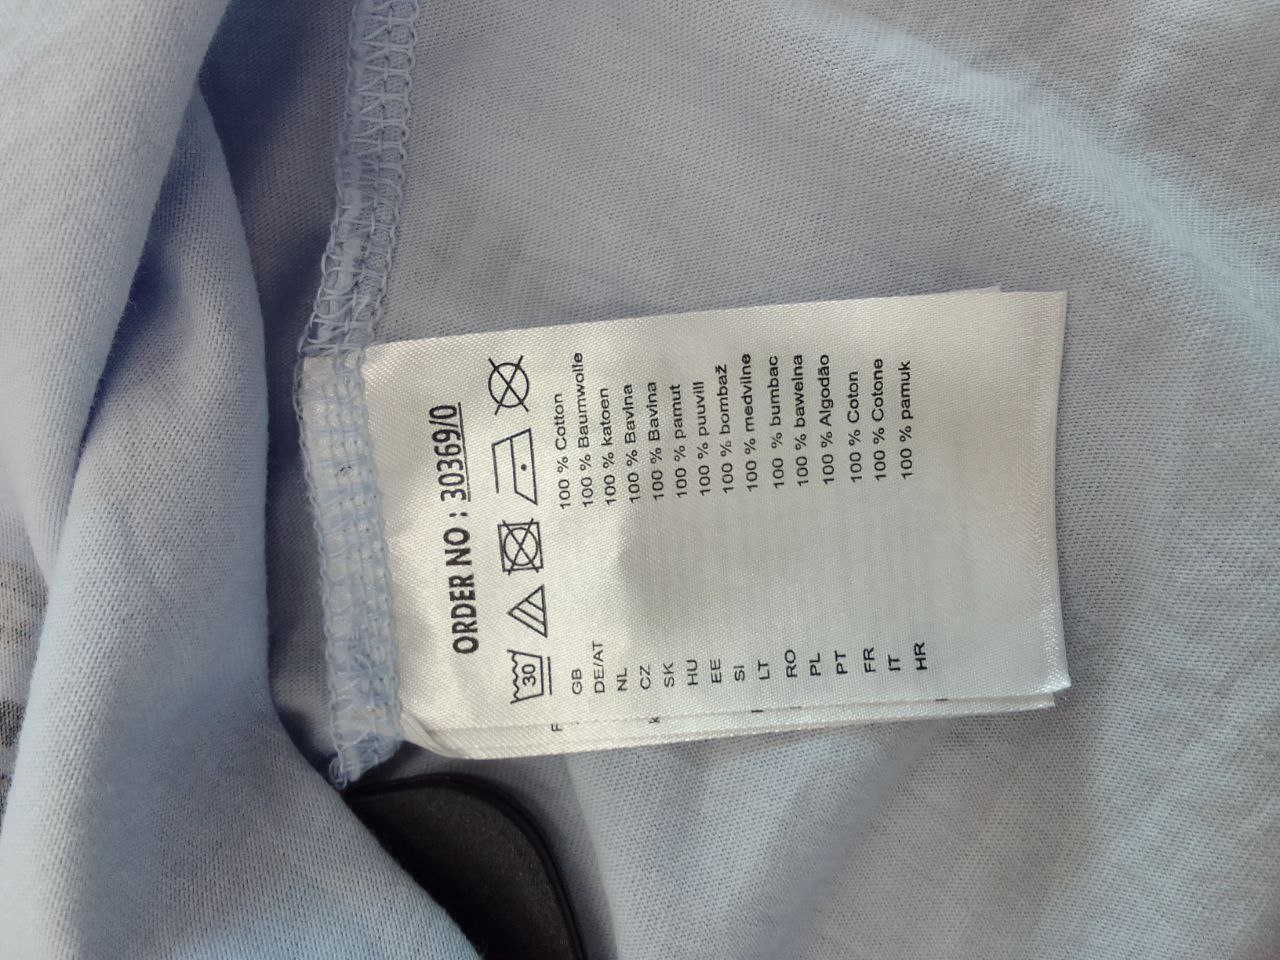 ORDER NO : 30369/0
30
GB 100 % Cotton
DE/AT 100 % Baumwolle
NL 100 % katoen
CZ 100 % Bavlna
SK 100 % Bavlna
HU 100 % pamut
EE 100 % puuvill
SI 100 % bombaž
LT 100 % medvilne
RO 100 % bumbac
PL 100 % bawelna
PT 100 % Algodão
FR 100 % Coton
IT 100 % Cotone
HR 100 % pamuk